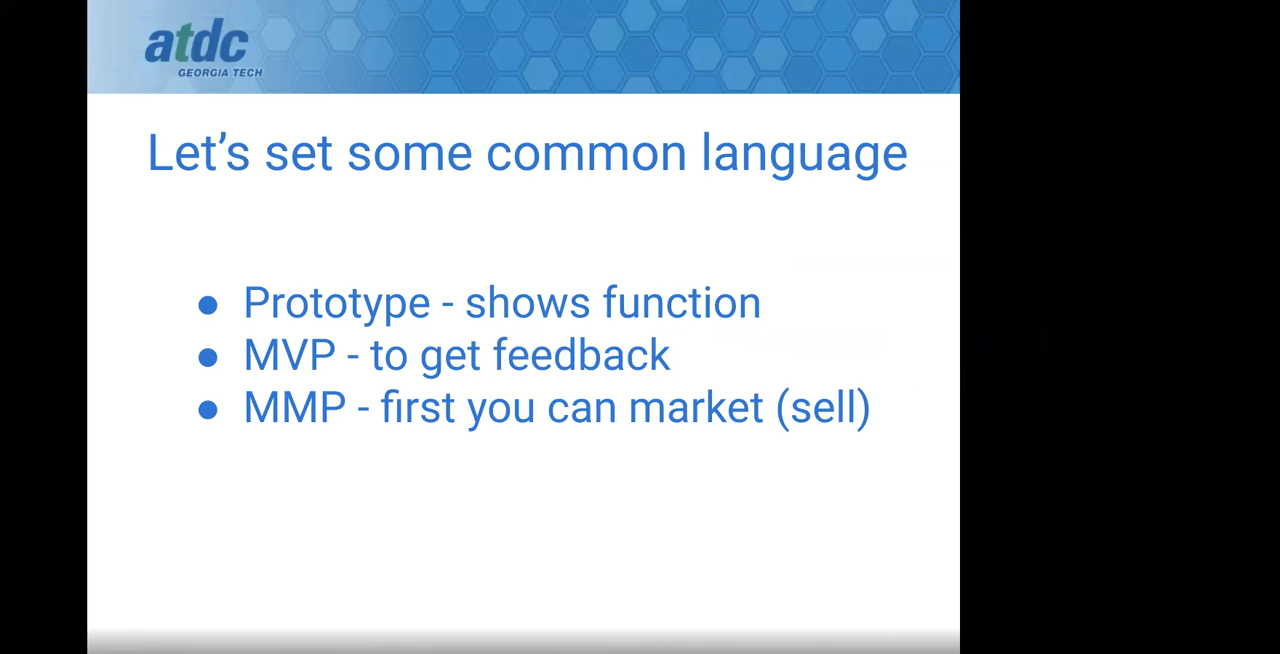 atdc
GEORGIA TECH
Let's set some common language
● Prototype - shows function
● MVP - to get feedback
● MMP - first you can market (sell)